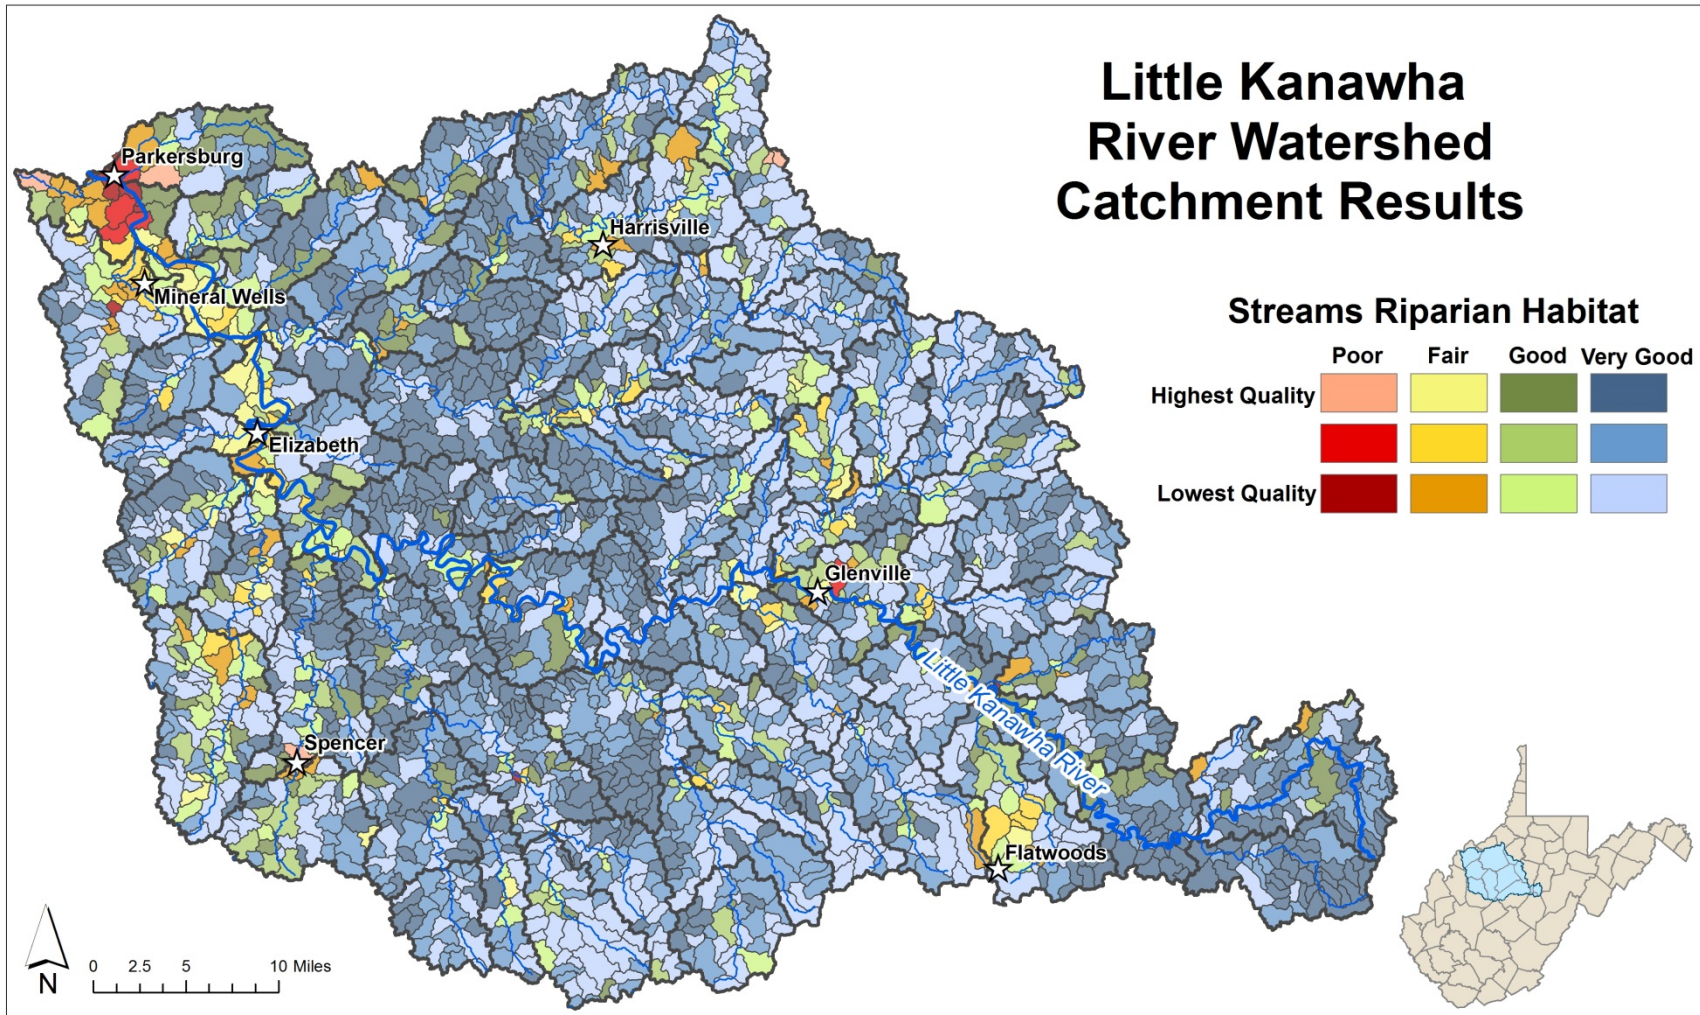 Little Kanawha
River Watershed
Catchment Results
Parkersburg
Harrisville
Mineral Wells
Streams Riparian Habitat
Poor Fair Good Very Good
Highest Quality
Lowest Quality
Elizabeth
Glenville
Little Kanawha River
Spencer
Flatwoods
N
0 2.5 5 10 Miles